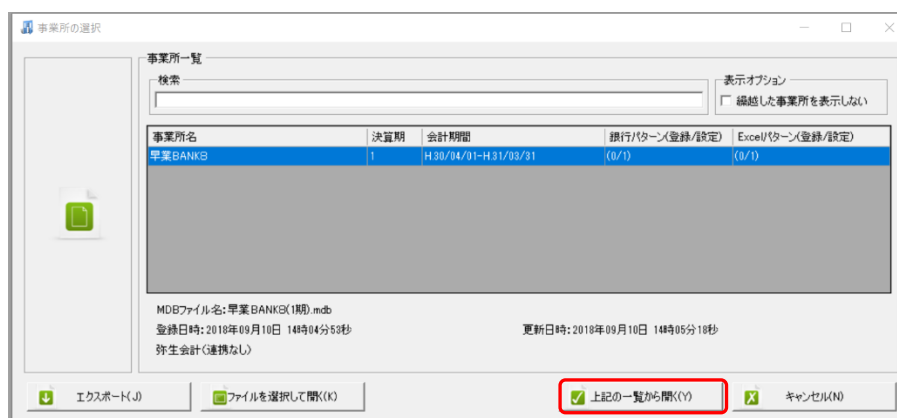 事業所の選択
事業所一覧
検索
表示オプション
繰越した事業所を表示しない
事業所名 決算期 会計期間 銀行パターン(登録/設定) Excelパターン(登録/設定)
早業BANK8 1 H.30/04/01-H.31/03/31 (0/1) (0/1)
MDBファイル名:早業BANK8(1期).mdb
登録日時:2018年09月10日 14時04分53秒 更新日時:2018年09月10日 14時05分18秒
弥生会計(連携なし)
エクスポート(J) ファイルを選択して開く(K) 上記の一覧から開く(Y) キャンセル(N)